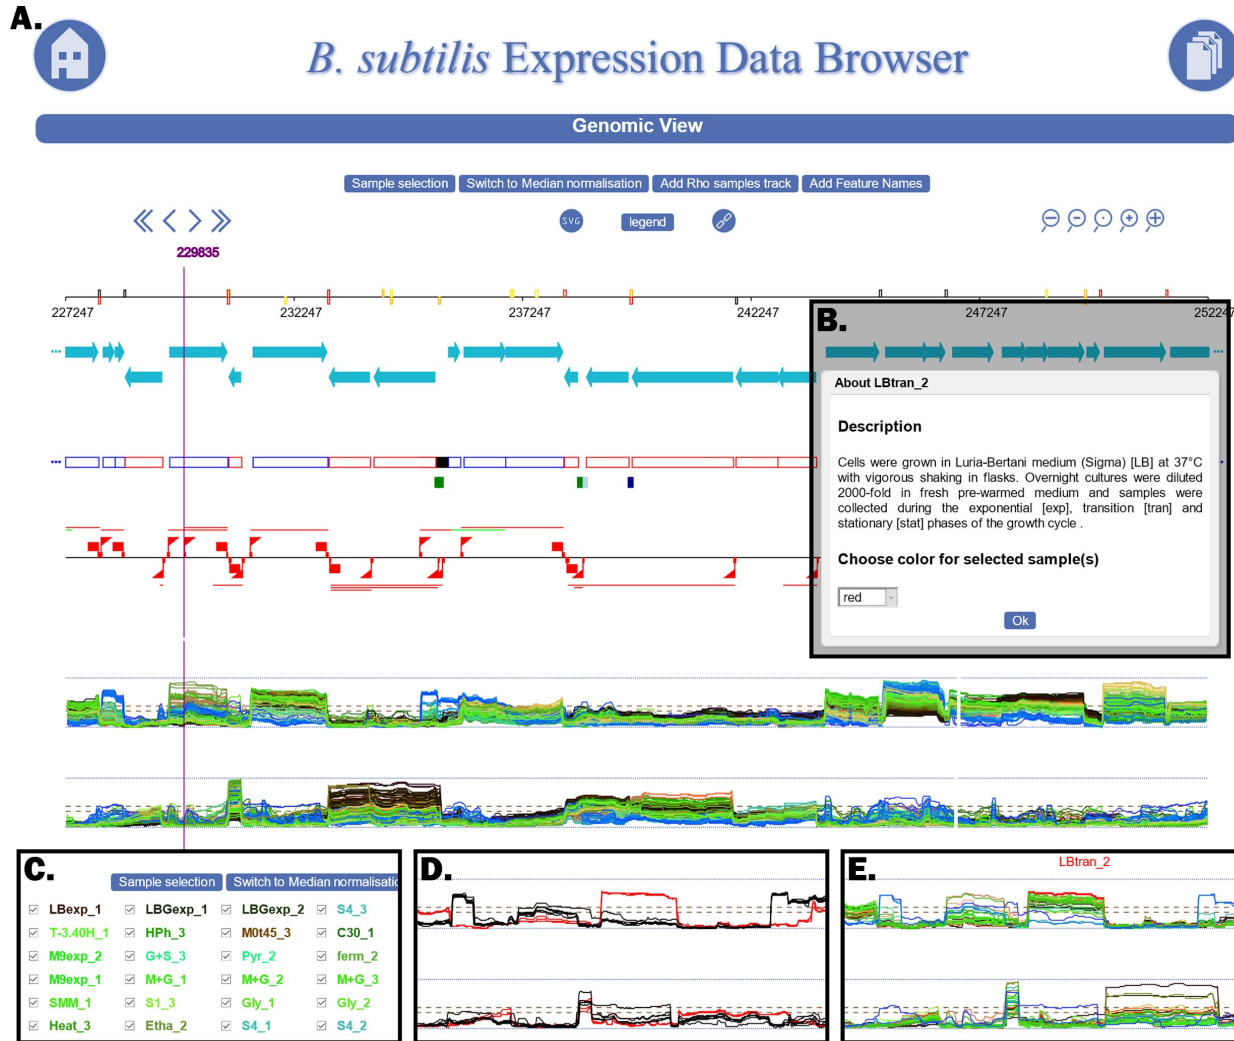 A.
B. subtilis Expression Data Browser
Genomic View
Sample selection Switch to Median normalisation Add Rho samples track Add Feature Names
SVG legend
229835
227247 232247 237247 242247 247247 252247
B.
About LBtran_2
Description
Cells were grown in Luria-Bertani medium (Sigma) [LB] at 37°C
with vigorous shaking in flasks. Overnight cultures were diluted
2000-fold in fresh pre-warmed medium and samples were
collected during the exponential [exp], transition [tran] and
stationary [stat] phases of the growth cycle .
Choose color for selected sample(s)
red
Ok
C.
Sample selection Switch to Median normalisatio
LBexp_1 LBGexp_1 LBGexp_2 S4_3
T-3.40H_1 HPh_3 M0t45_3 C30_1
M9exp_2 G+S_3 Pyr_2 ferm_2
M9exp_1 M+G_1 M+G_2 M+G_3
SMM_1 S1_3 Gly_1 Gly_2
Heat_3 Etha_2 S4_1 S4_2
D.
E.
LBtran_2